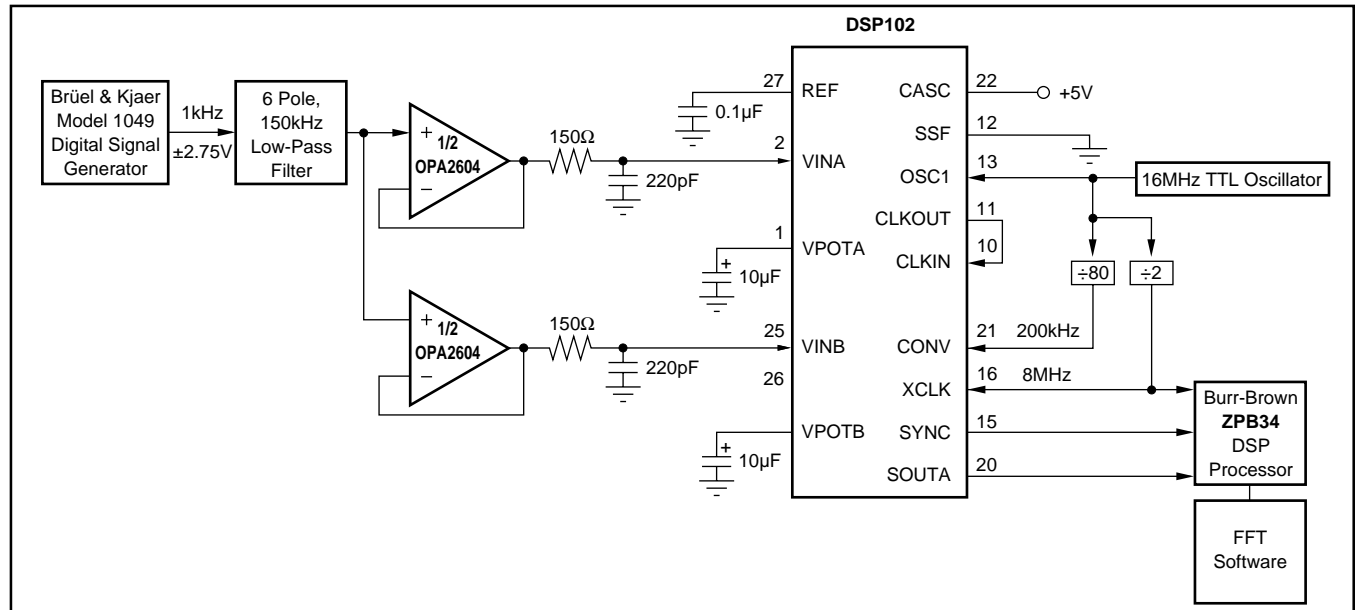 DSP102
Brüel & Kjaer
Model 1049
Digital Signal
Generator
1kHz
±2.75V
6 Pole,
150kHz
Low-Pass
Filter
+
1/2
OPA2604
–
150Ω
220pF
+
1/2
OPA2604
–
150Ω
220pF
27
REF
0.1µF
2
VINA
1
VPOTA
+
10µF
25
VINB
26
VPOTB
+
10µF
CASC
22
+5V
SSF
12
OSC1
13
16MHz TTL Oscillator
CLKOUT
11
CLKIN
10
÷80
÷2
CONV
21
200kHz
XCLK
16
8MHz
SYNC
15
SOUTA
20
Burr-Brown
ZPB34
DSP
Processor
FFT
Software